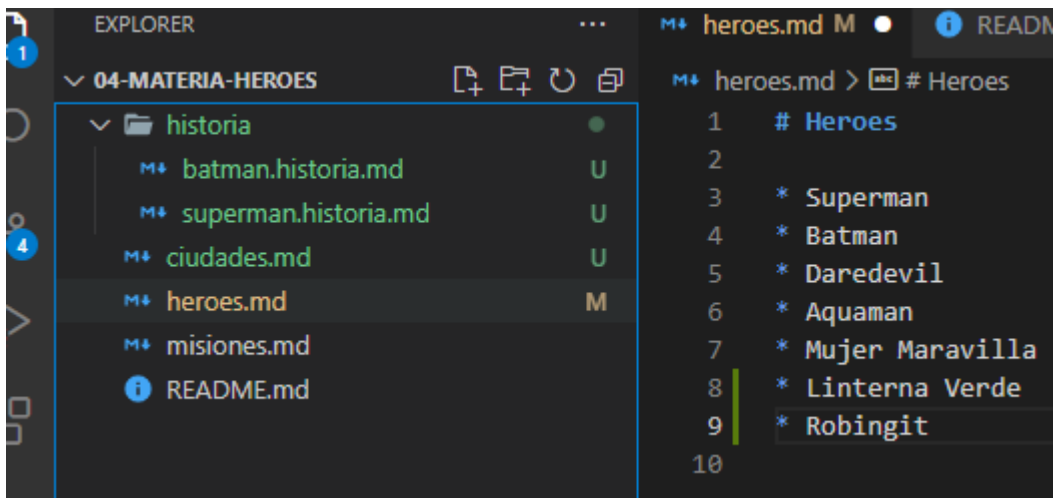 EXPLORER ...
04-MATERIA-HEROES
historia
batman.historia.md U
superman.historia.md U
ciudades.md U
heroes.md M
misiones.md
README.md
1
4
heroes.md M
heroes.md > # Heroes
1 # Heroes
2
3 * Superman
4 * Batman
5 * Daredevil
6 * Aquaman
7 * Mujer Maravilla
8 * Linterna Verde
9 * Robingit
10